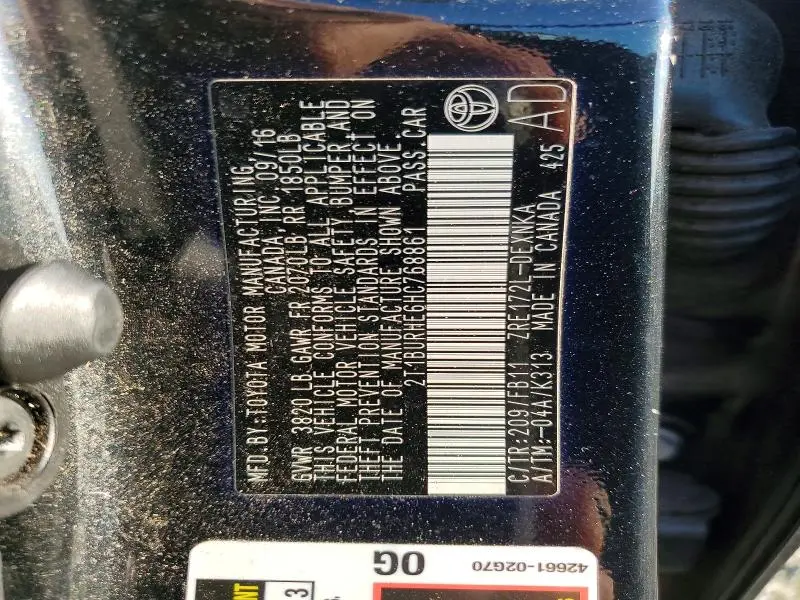 MFD. BY: TOYOTA MOTOR MANUFACTURING,
CANADA, INC. 09/16
GVWR 3820 LB GAWR FR 2070LB, RR 1850LB
THIS VEHICLE CONFORMS TO ALL APPLICABLE
FEDERAL MOTOR VEHICLE SAFETY, BUMPER, AND
THEFT PREVENTION STANDARDS IN EFFECT ON
THE DATE OF MANUFACTURE SHOWN ABOVE.
2T1BURHE6HC768861 PASS. CAR
C/TR:209/FB11 ZRE172L-DEXNKA
A/TM:-04A/K313 MADE IN CANADA 425
AD
OG
42661-02G70